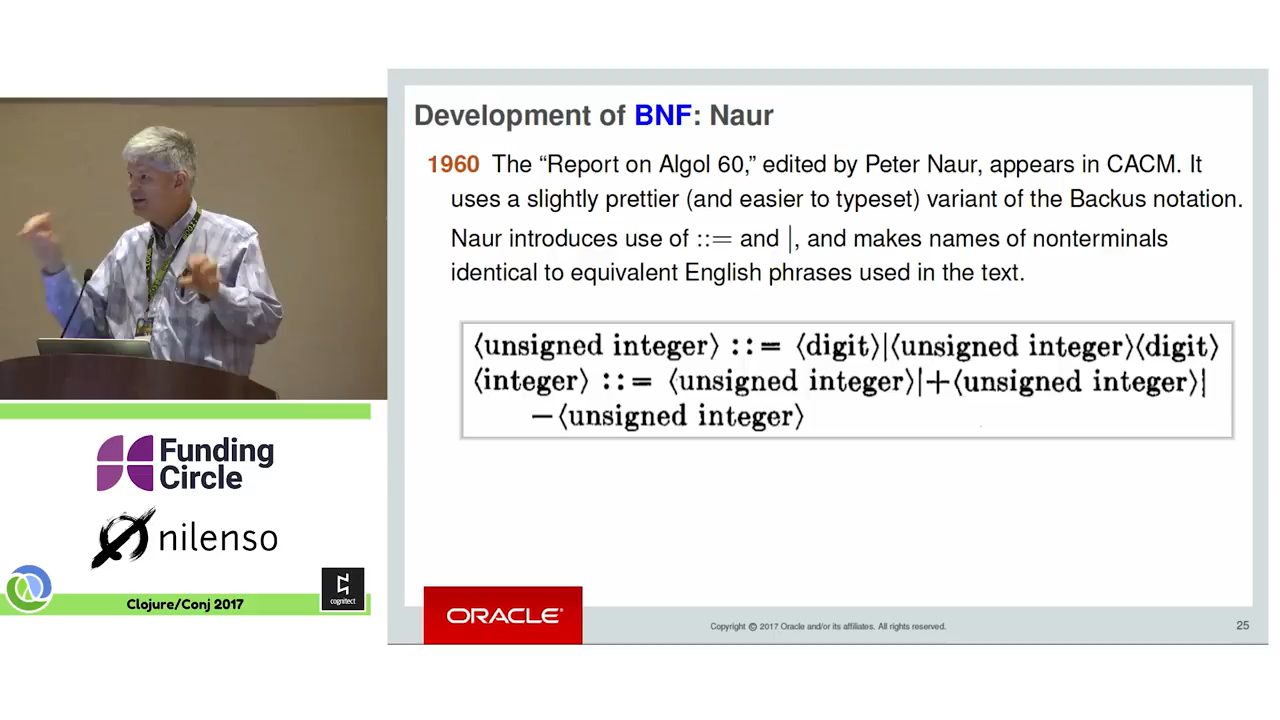 Development of BNF: Naur
1960 The “Report on Algol 60,” edited by Peter Naur, appears in CACM. It
uses a slightly prettier (and easier to typeset) variant of the Backus notation.
Naur introduces use of ::= and |, and makes names of nonterminals
identical to equivalent English phrases used in the text.
⟨unsigned integer⟩ ::= ⟨digit⟩|⟨unsigned integer⟩⟨digit⟩
⟨integer⟩ ::= ⟨unsigned integer⟩|+⟨unsigned integer⟩|
−⟨unsigned integer⟩
ORACLE®
Copyright © 2017 Oracle and/or its affiliates. All rights reserved.
25
Funding
Circle
nilenso
Clojure/Conj 2017
cognitect